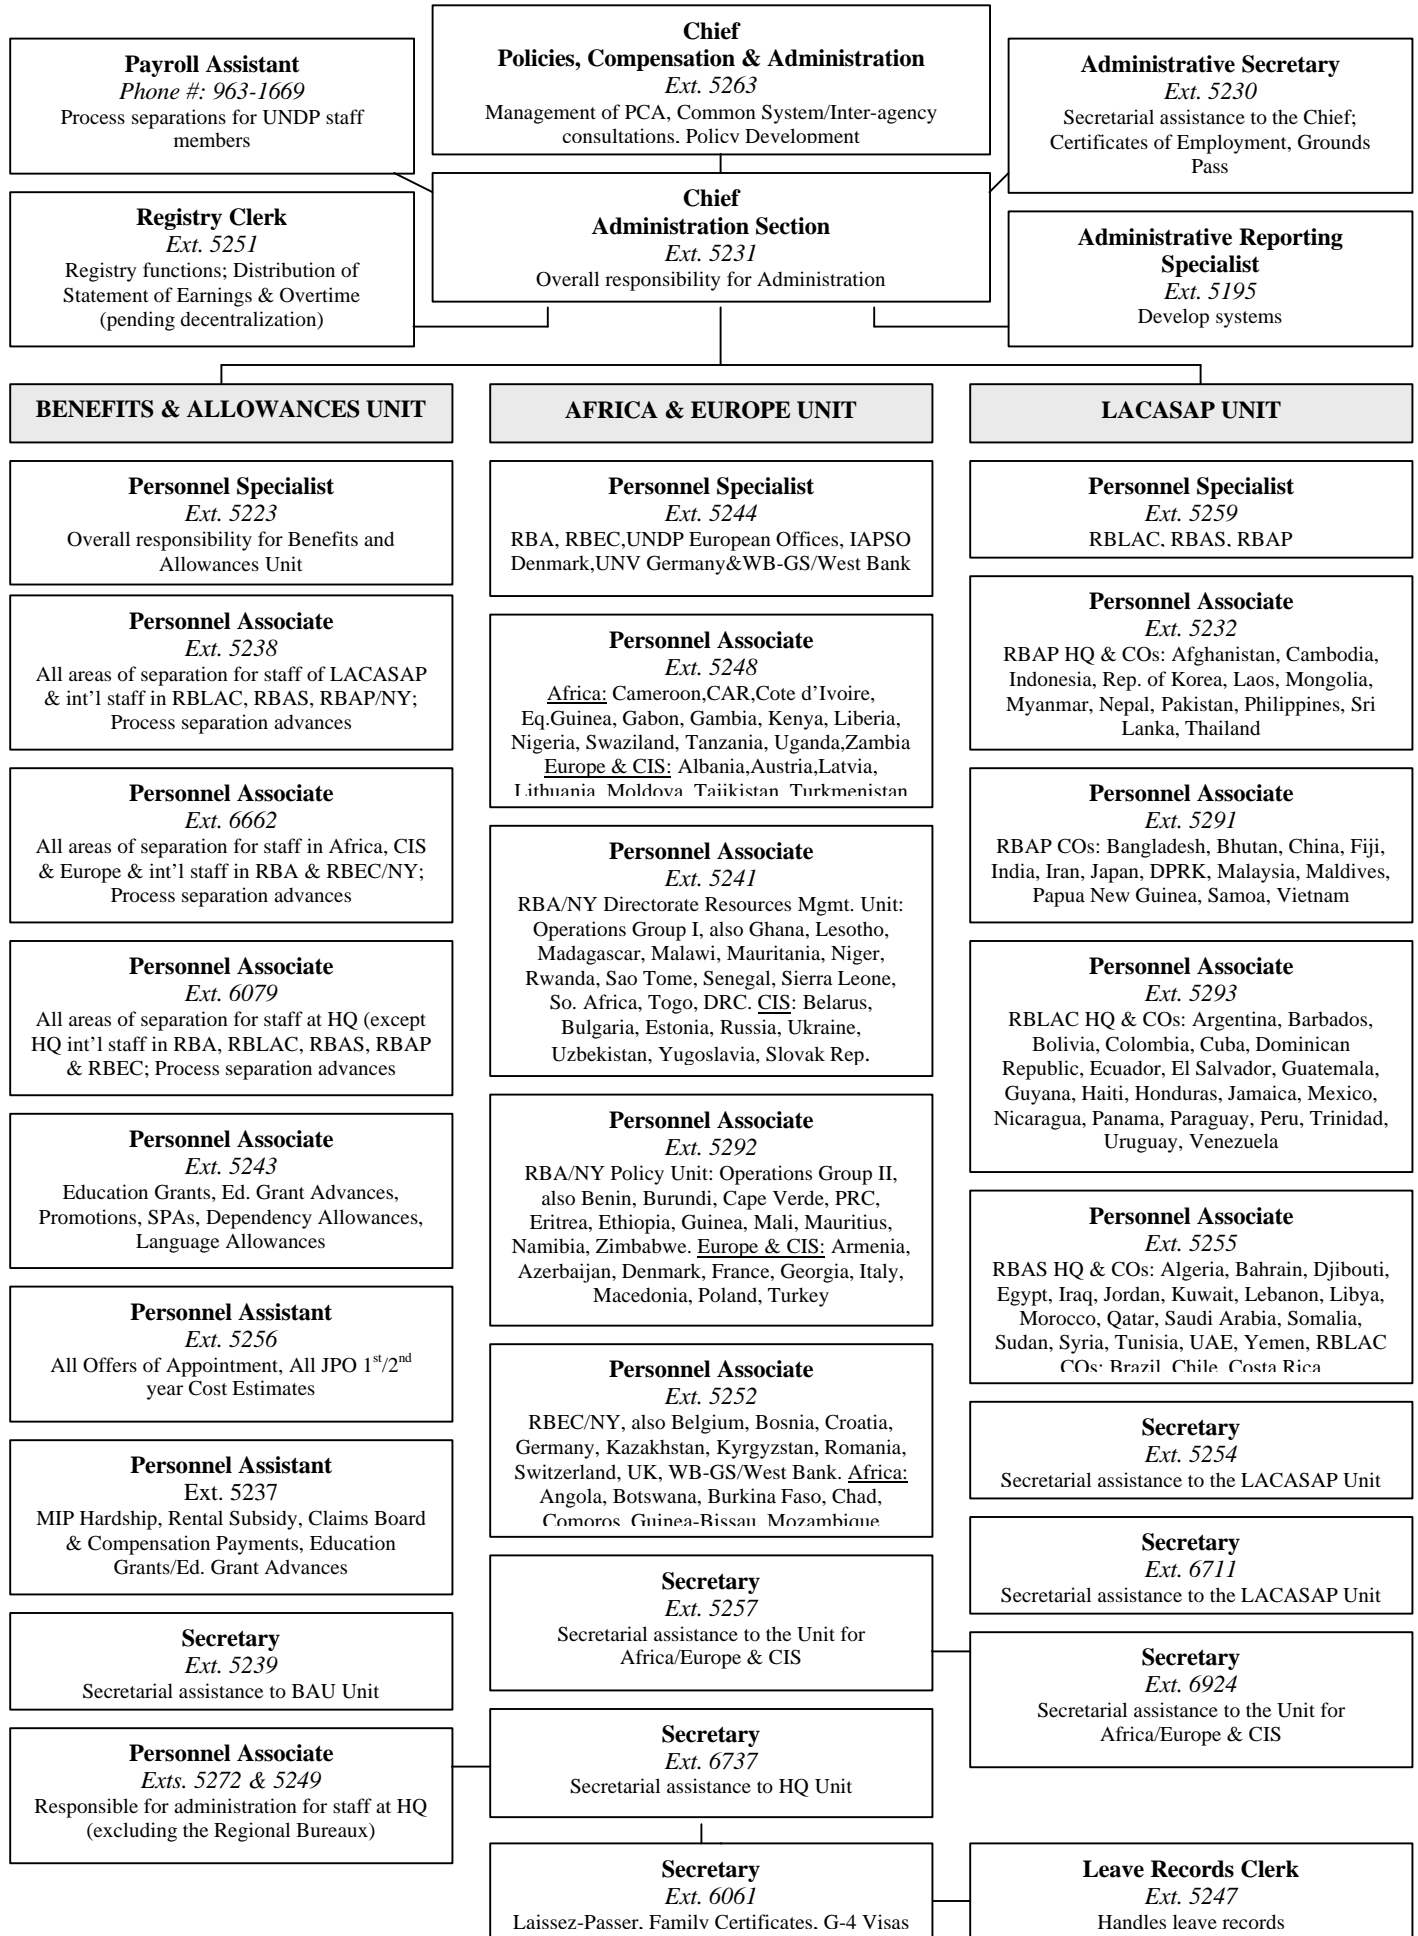 Chief
Policies, Compensation & Administration
Ext. 5263
Management of PCA, Common System/Inter-agency
consultations, Policy Development
Payroll Assistant
Phone #: 963-1669
Process separations for UNDP staff
members
Administrative Secretary
Ext. 5230
Secretarial assistance to the Chief;
Certificates of Employment, Grounds
Pass
Chief
Administration Section
Ext. 5231
Overall responsibility for Administration
Registry Clerk
Ext. 5251
Registry functions; Distribution of
Statement of Earnings & Overtime
(pending decentralization)
Administrative Reporting
Specialist
Ext. 5195
Develop systems
BENEFITS & ALLOWANCES UNIT
Personnel Specialist
Ext. 5223
Overall responsibility for Benefits and
Allowances Unit
Personnel Associate
Ext. 5238
All areas of separation for staff of LACASAP
& int'l staff in RBLAC, RBAS, RBAP/NY;
Process separation advances
Personnel Associate
Ext. 6662
All areas of separation for staff in Africa, CIS
& Europe & int'l staff in RBA & RBEC/NY;
Process separation advances
Personnel Associate
Ext. 6079
All areas of separation for staff at HQ (except
HQ int'l staff in RBA, RBLAC, RBAS, RBAP
& RBEC; Process separation advances
Personnel Associate
Ext. 5243
Education Grants, Ed. Grant Advances,
Promotions, SPAs, Dependency Allowances,
Language Allowances
Personnel Assistant
Ext. 5256
All Offers of Appointment, All JPO 1st/2nd
year Cost Estimates
Personnel Assistant
Ext. 5237
MIP Hardship, Rental Subsidy, Claims Board
& Compensation Payments, Education
Grants/Ed. Grant Advances
Secretary
Ext. 5239
Secretarial assistance to BAU Unit
Personnel Associate
Exts. 5272 & 5249
Responsible for administration for staff at HQ
(excluding the Regional Bureaux)
AFRICA & EUROPE UNIT
Personnel Specialist
Ext. 5244
RBA, RBEC,UNDP European Offices, IAPSO
Denmark,UNV Germany&WB-GS/West Bank
Personnel Associate
Ext. 5248
Africa: Cameroon,CAR,Cote d'Ivoire,
Eq.Guinea, Gabon, Gambia, Kenya, Liberia,
Nigeria, Swaziland, Tanzania, Uganda,Zambia
Europe & CIS: Albania,Austria,Latvia,
Lithuania, Moldova, Tajikistan, Turkmenistan
Personnel Associate
Ext. 5241
RBA/NY Directorate Resources Mgmt. Unit:
Operations Group I, also Ghana, Lesotho,
Madagascar, Malawi, Mauritania, Niger,
Rwanda, Sao Tome, Senegal, Sierra Leone,
So. Africa, Togo, DRC. CIS: Belarus,
Bulgaria, Estonia, Russia, Ukraine,
Uzbekistan, Yugoslavia, Slovak Rep.
Personnel Associate
Ext. 5292
RBA/NY Policy Unit: Operations Group II,
also Benin, Burundi, Cape Verde, PRC,
Eritrea, Ethiopia, Guinea, Mali, Mauritius,
Namibia, Zimbabwe. Europe & CIS: Armenia,
Azerbaijan, Denmark, France, Georgia, Italy,
Macedonia, Poland, Turkey
Personnel Associate
Ext. 5252
RBEC/NY, also Belgium, Bosnia, Croatia,
Germany, Kazakhstan, Kyrgyzstan, Romania,
Switzerland, UK, WB-GS/West Bank. Africa:
Angola, Botswana, Burkina Faso, Chad,
Comoros, Guinea-Bissau, Mozambique
Secretary
Ext. 5257
Secretarial assistance to the Unit for
Africa/Europe & CIS
Secretary
Ext. 6737
Secretarial assistance to HQ Unit
Secretary
Ext. 6061
Laissez-Passer, Family Certificates, G-4 Visas
LACASAP UNIT
Personnel Specialist
Ext. 5259
RBLAC, RBAS, RBAP
Personnel Associate
Ext. 5232
RBAP HQ & COs: Afghanistan, Cambodia,
Indonesia, Rep. of Korea, Laos, Mongolia,
Myanmar, Nepal, Pakistan, Philippines, Sri
Lanka, Thailand
Personnel Associate
Ext. 5291
RBAP COs: Bangladesh, Bhutan, China, Fiji,
India, Iran, Japan, DPRK, Malaysia, Maldives,
Papua New Guinea, Samoa, Vietnam
Personnel Associate
Ext. 5293
RBLAC HQ & COs: Argentina, Barbados,
Bolivia, Colombia, Cuba, Dominican
Republic, Ecuador, El Salvador, Guatemala,
Guyana, Haiti, Honduras, Jamaica, Mexico,
Nicaragua, Panama, Paraguay, Peru, Trinidad,
Uruguay, Venezuela
Personnel Associate
Ext. 5255
RBAS HQ & COs: Algeria, Bahrain, Djibouti,
Egypt, Iraq, Jordan, Kuwait, Lebanon, Libya,
Morocco, Qatar, Saudi Arabia, Somalia,
Sudan, Syria, Tunisia, UAE, Yemen, RBLAC
COs: Brazil, Chile, Costa Rica
Secretary
Ext. 5254
Secretarial assistance to the LACASAP Unit
Secretary
Ext. 6711
Secretarial assistance to the LACASAP Unit
Secretary
Ext. 6924
Secretarial assistance to the Unit for
Africa/Europe & CIS
Leave Records Clerk
Ext. 5247
Handles leave records